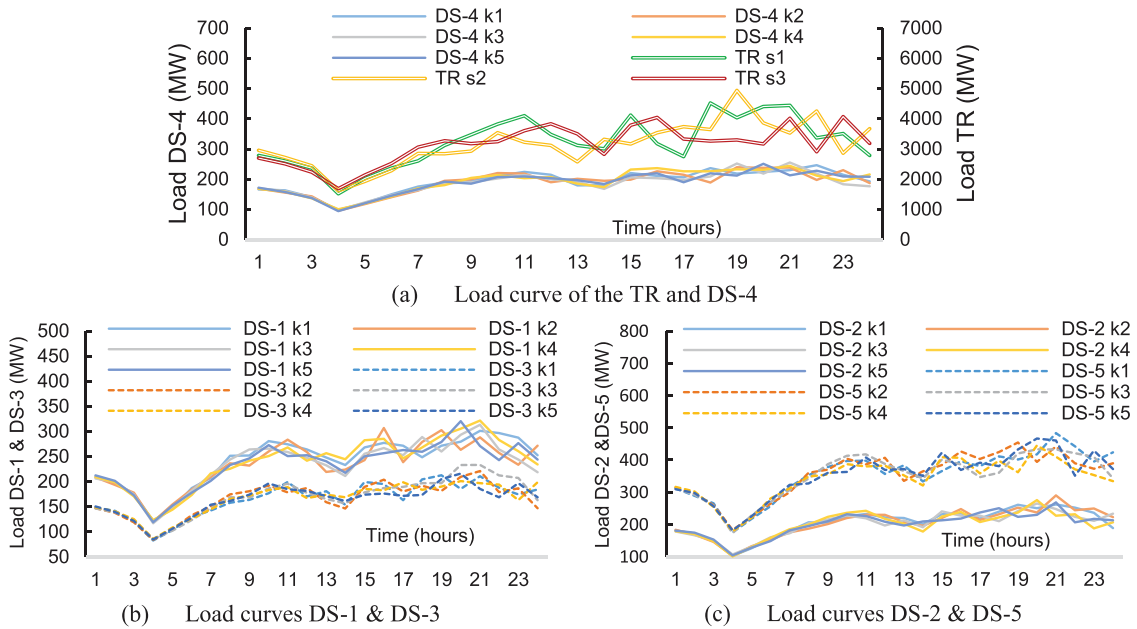 DS-4 k1 DS-4 k2
DS-4 k3 DS-4 k4
DS-4 k5 TR s1
TR s2 TR s3
Load DS-4 (MW)
700
600
500
400
300
200
100
0
Load TR (MW)
7000
6000
5000
4000
3000
2000
1000
0
Time (hours)
1 3 5 7 9 11 13 15 17 19 21 23
(a) Load curve of the TR and DS-4
DS-1 k1 DS-1 k2
DS-1 k3 DS-1 k4
DS-1 k5 DS-3 k1
DS-3 k2 DS-3 k3
DS-3 k4 DS-3 k5
Load DS-1 & DS-3 (MW)
500
450
400
350
300
250
200
150
100
50
Time (hours)
1 3 5 7 9 11 13 15 17 19 21 23
(b) Load curves DS-1 & DS-3
DS-2 k1 DS-2 k2
DS-2 k3 DS-2 k4
DS-2 k5 DS-5 k1
DS-5 k2 DS-5 k3
DS-5 k4 DS-5 k5
Load DS-2 &DS-5 (MW)
800
700
600
500
400
300
200
100
Time (hours)
1 3 5 7 9 11 13 15 17 19 21 23
(c) Load curves DS-2 & DS-5